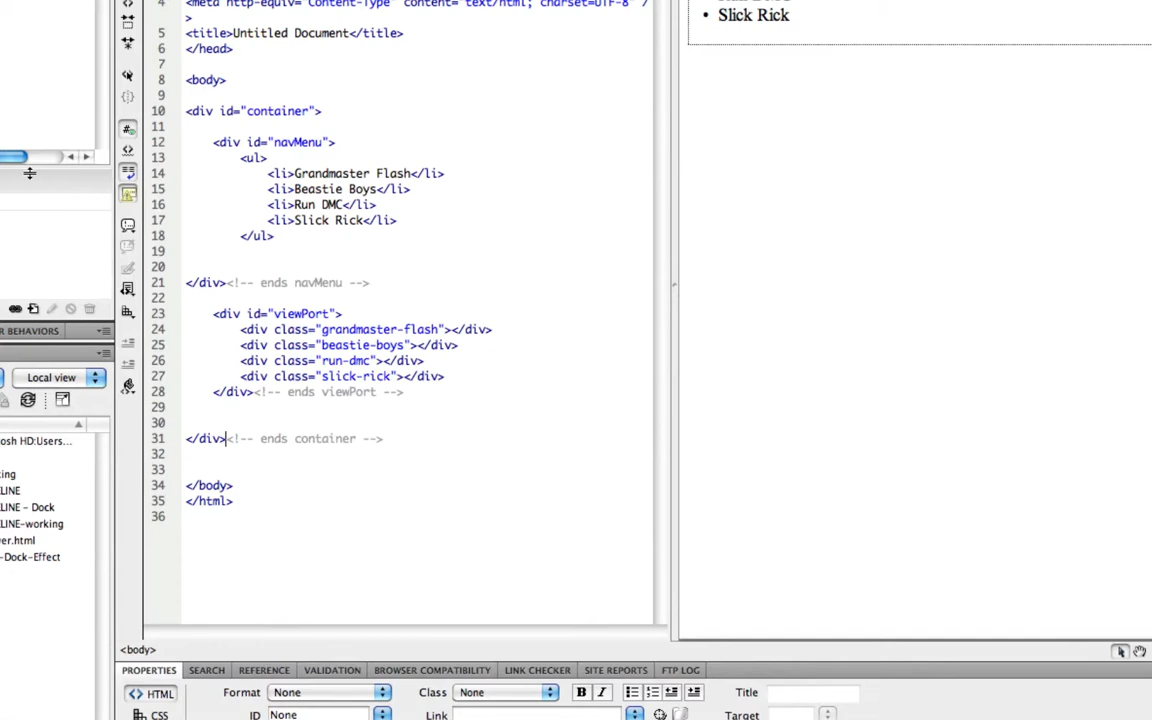 4 <meta http-equiv="Content-Type" content="text/html; charset=UTF-8" /
>
5 <title>Untitled Document</title>
6 </head>
7
8 <body>
9
10 <div id="container">
11
12 <div id="navMenu">
13 <ul>
14 <li>Grandmaster Flash</li>
15 <li>Beastie Boys</li>
16 <li>Run DMC</li>
17 <li>Slick Rick</li>
18 </ul>
19
20
21 </div><!-- ends navMenu -->
22
23 <div id="viewPort">
24 <div class="grandmaster-flash"></div>
25 <div class="beastie-boys"></div>
26 <div class="run-dmc"></div>
27 <div class="slick-rick"></div>
28 </div><!-- ends viewPort -->
29
30
31 </div><!-- ends container -->
32
33
34 </body>
35 </html>
36
• Slick Rick
R BEHAVIORS
Local view
osh HD:Users...
ing
LINE
LINE - Dock
LINE-working
er.html
-Dock-Effect
<body>
PROPERTIES SEARCH REFERENCE VALIDATION BROWSER COMPATIBILITY LINK CHECKER SITE REPORTS FTP LOG
<> HTML Format None Class None B I Title
CSS ID None Link Target